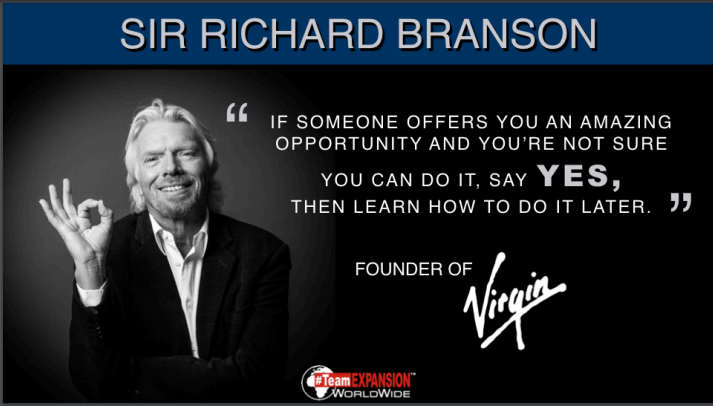 SIR RICHARD BRANSON
“ IF SOMEONE OFFERS YOU AN AMAZING
OPPORTUNITY AND YOU’RE NOT SURE
YOU CAN DO IT, SAY YES,
THEN LEARN HOW TO DO IT LATER. ”
FOUNDER OF
Virgin
#TeamEXPANSION™
WORLDWIDE